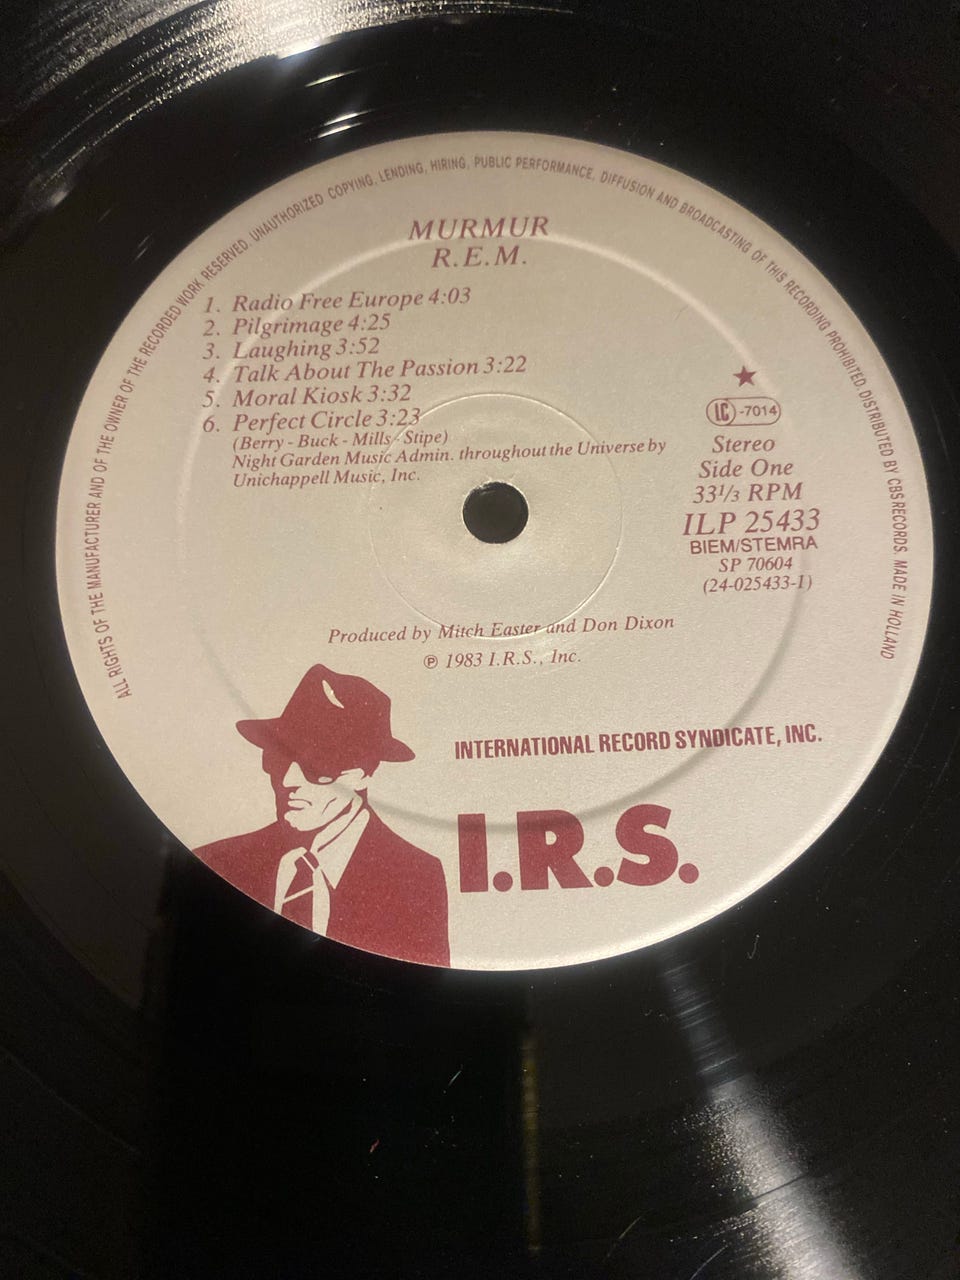 ALL RIGHTS OF THE MANUFACTURER AND OF THE OWNER OF THE RECORDED WORK RESERVED. UNAUTHORIZED COPYING, LENDING, HIRING, PUBLIC PERFORMANCE, DIFFUSION AND BROADCASTING OF THIS RECORDING PROHIBITED. DISTRIBUTED BY CBS RECORDS. MADE IN HOLLAND
MURMUR
R.E.M.
1. Radio Free Europe 4:03
2. Pilgrimage 4:25
3. Laughing 3:52
4. Talk About The Passion 3:22
5. Moral Kiosk 3:32
6. Perfect Circle 3:23
(Berry - Buck - Mills - Stipe)
Night Garden Music Admin. throughout the Universe by
Unichappell Music, Inc.
LC -7014
Stereo
Side One
33 1/3 RPM
ILP 25433
BIEM/STEMRA
SP 70604
(24-025433-1)
Produced by Mitch Easter and Don Dixon
℗ 1983 I.R.S., Inc.
INTERNATIONAL RECORD SYNDICATE, INC.
I.R.S.